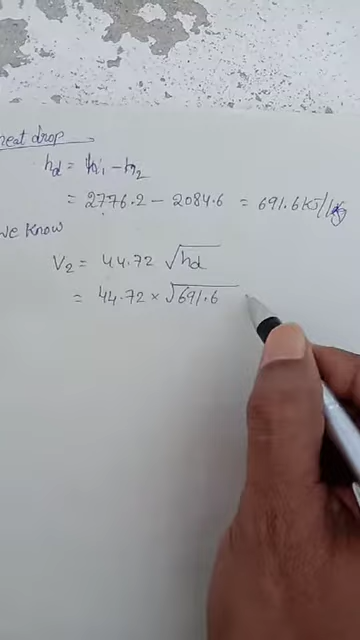 heat drop
hd = h1 - h2
= 2776.2 - 2084.6 = 691.6 KJ/kg
we know
V2 = 44.72 √hd
= 44.72 × √691.6